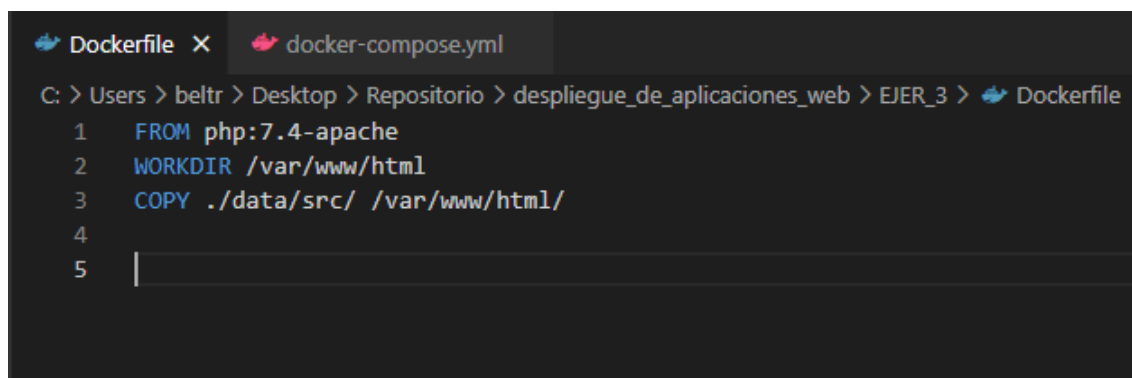 Dockerfile X docker-compose.yml
C: > Users > beltr > Desktop > Repositorio > despliegue_de_aplicaciones_web > EJER_3 > Dockerfile
1 FROM php:7.4-apache
2 WORKDIR /var/www/html
3 COPY ./data/src/ /var/www/html/
4
5